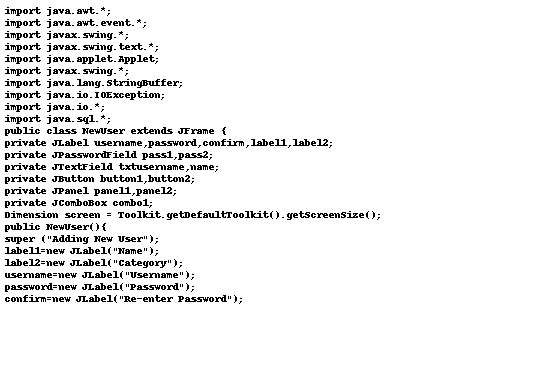 import java.awt.*;
import java.awt.event.*;
import javax.swing.*;
import javax.swing.text.*;
import java.applet.Applet;
import javax.swing.*;
import java.lang.StringBuffer;
import java.io.IOException;
import java.io.*;
import java.sql.*;
public class NewUser extends JFrame {
private JLabel username,password,confirm,label1,label2;
private JPasswordField pass1,pass2;
private JTextField txtusername,name;
private JButton button1,button2;
private JPanel panel1,panel2;
private JComboBox combo1;
Dimension screen = Toolkit.getDefaultToolkit().getScreenSize();
public NewUser(){
super ("Adding New User");
label1=new JLabel("Name");
label2=new JLabel("Category");
username=new JLabel("Username");
password=new JLabel("Password");
confirm=new JLabel("Re-enter Password");